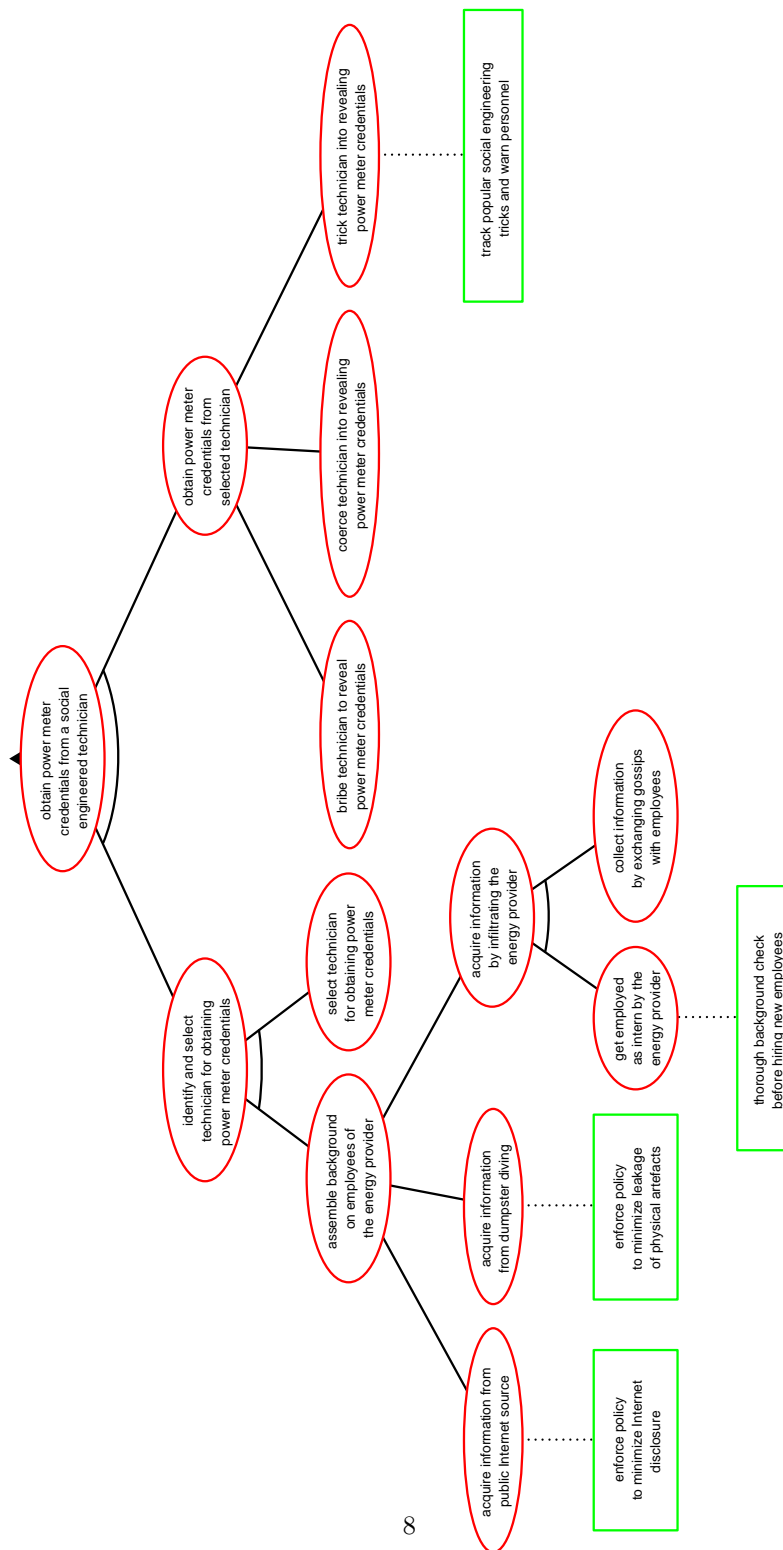 obtain power meter
credentials from a social
engineered technician
identify and select
technician for obtaining
power meter credentials
obtain power meter
credentials from
selected technician
assemble background
on employees of
the energy provider
select technician
for obtaining power
meter credentials
bribe technician to reveal
power meter credentials
coerce technician into revealing
power meter credentials
trick technician into revealing
power meter credentials
acquire information from
public Internet source
acquire information
from dumpster diving
acquire information
by infiltrating the
energy provider
track popular social engineering
tricks and warn personnel
enforce policy
to minimize Internet
disclosure
enforce policy
to minimize leakage
of physical artefacts
get employed
as intern by the
energy provider
collect information
by exchanging gossips
with employees
thorough background check
before hiring new employees
8